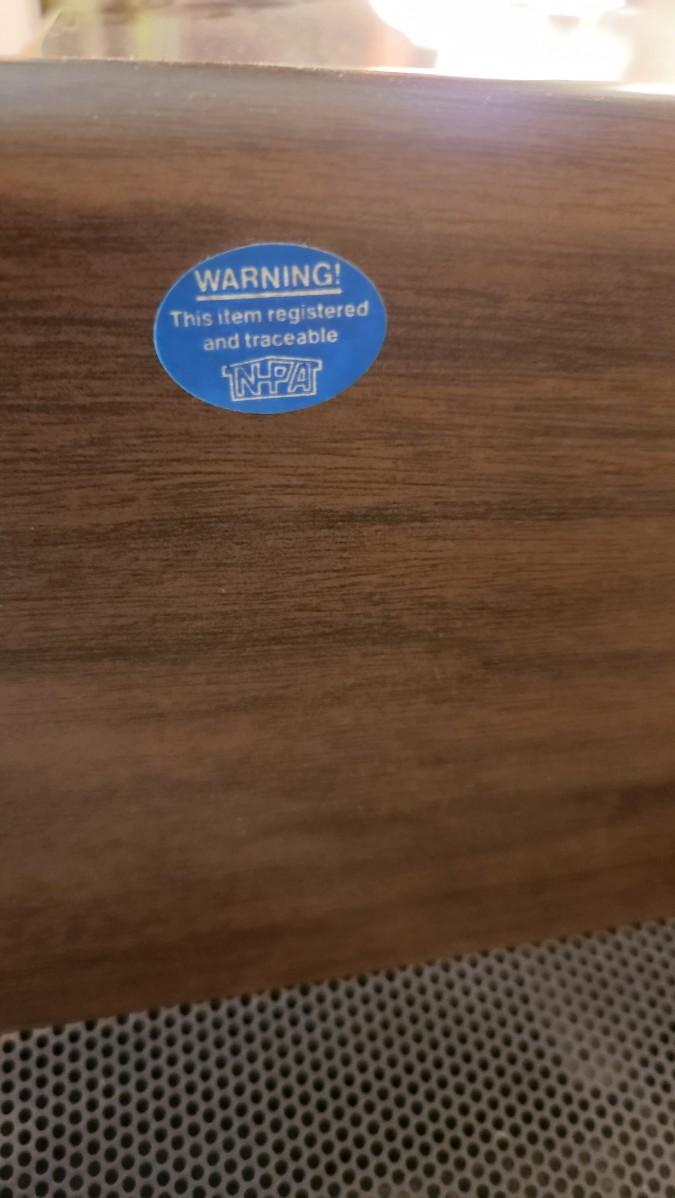 WARNING!
This item registered
and traceable
NHPA